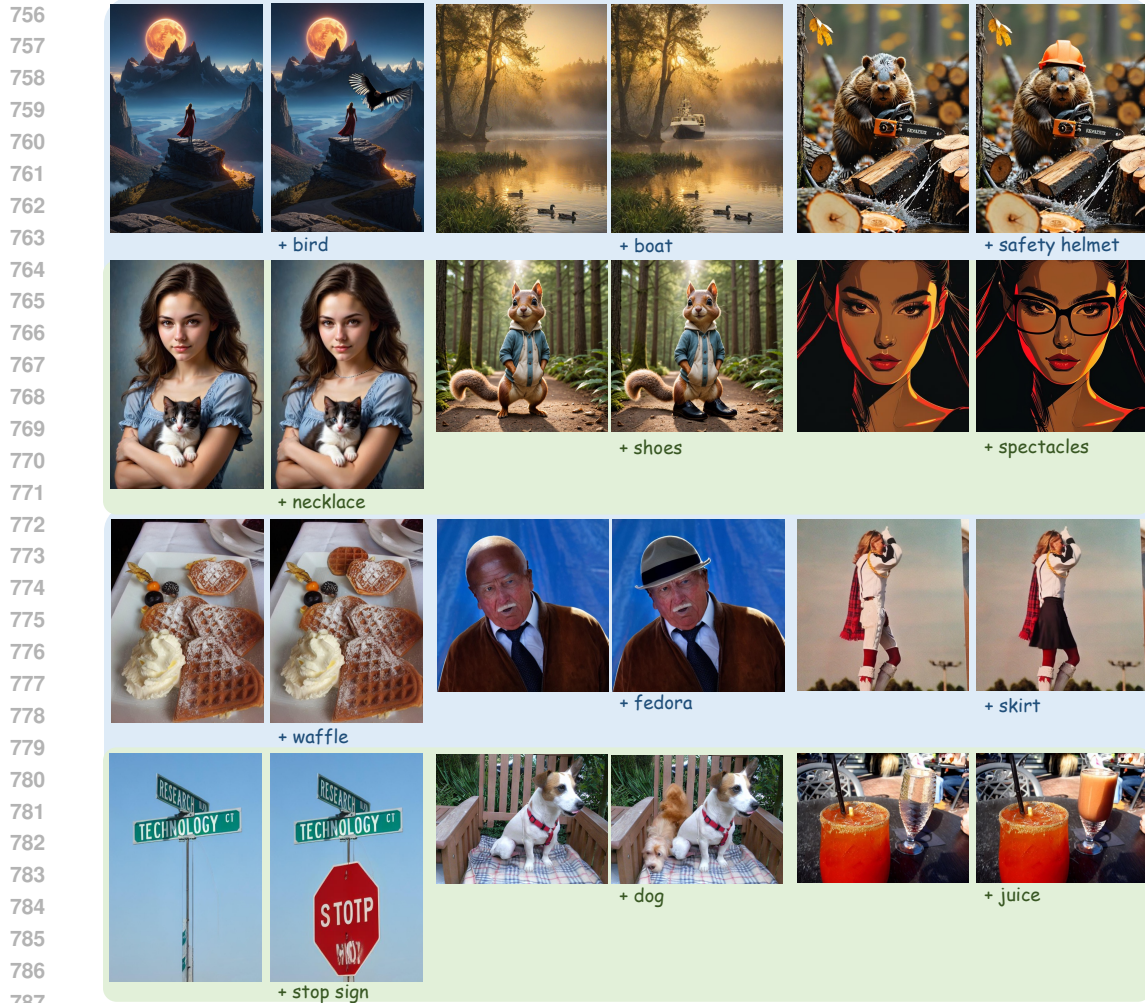 756
757
758
759
760
761
762
763
764
765
766
767
768
769
770
771
772
773
774
775
776
777
778
779
780
781
782
783
784
785
786
787
+ bird
+ boat
+ safety helmet
+ necklace
+ shoes
+ spectacles
+ waffle
+ fedora
+ skirt
RESEARCH
TECHNOLOGY CT
RESEARCH
TECHNOLOGY CT
STOTP
+ stop sign
+ dog
+ juice